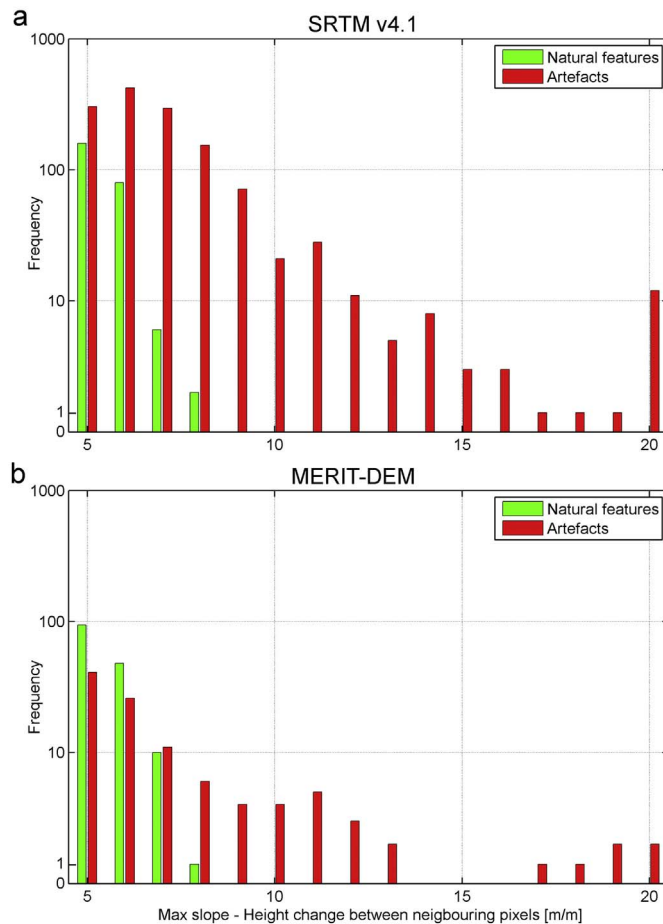 a
SRTM v4.1
1000
100
10
1
0
Frequency
Natural features
Artefacts
5
10
15
20
b
MERIT-DEM
1000
100
10
1
0
Frequency
Natural features
Artefacts
5
10
15
20
Max slope - Height change between neigbouring pixels [m/m]